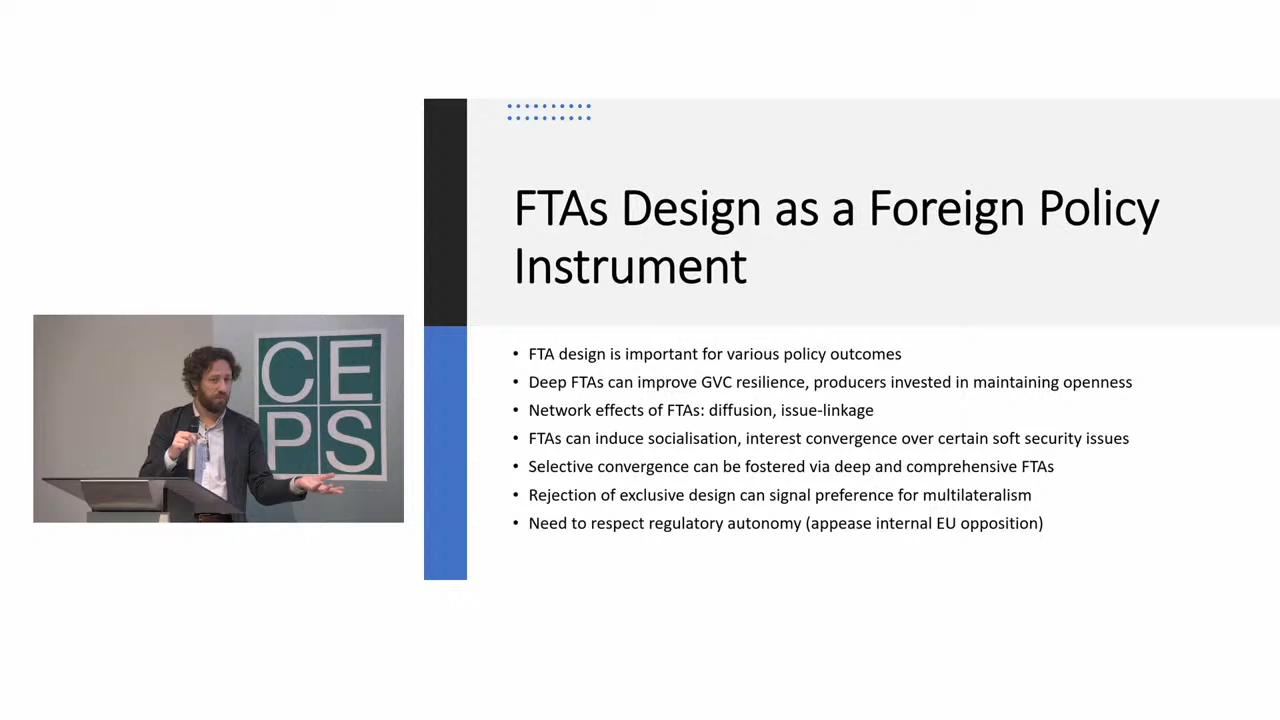 FTAs Design as a Foreign Policy
Instrument
• FTA design is important for various policy outcomes
• Deep FTAs can improve GVC resilience, producers invested in maintaining openness
• Network effects of FTAs: diffusion, issue-linkage
• FTAs can induce socialisation, interest convergence over certain soft security issues
• Selective convergence can be fostered via deep and comprehensive FTAs
• Rejection of exclusive design can signal preference for multilateralism
• Need to respect regulatory autonomy (appease internal EU opposition)
CE
PS